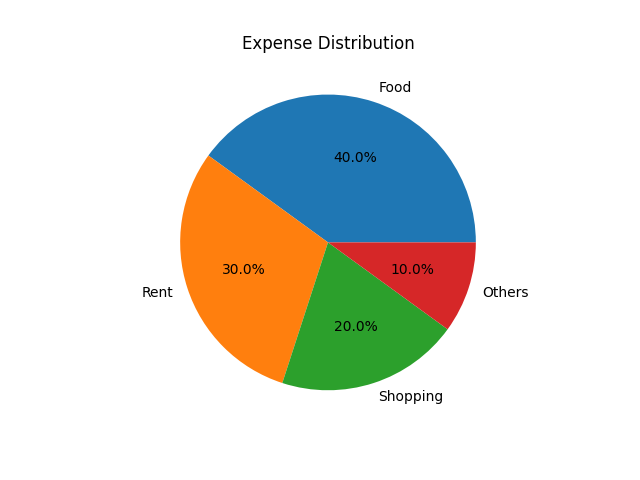 Expense Distribution
Food
40.0%
30.0%
10.0%
Rent
Others
20.0%
Shopping